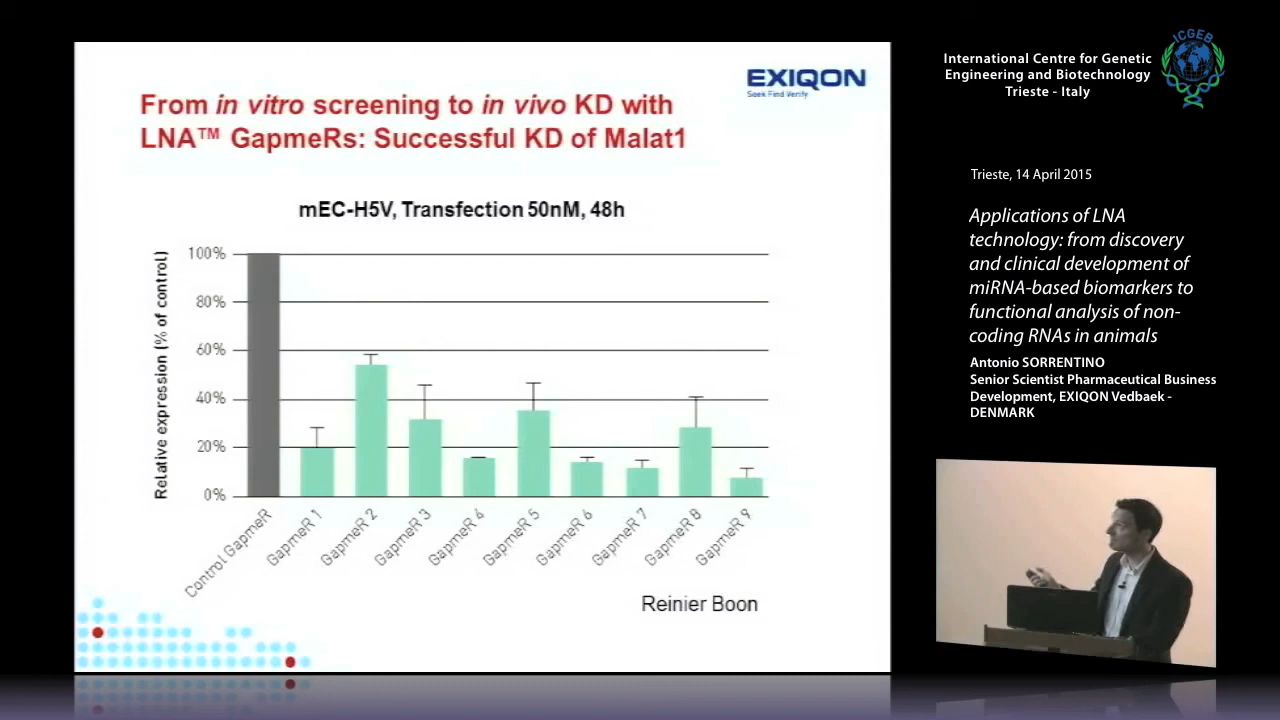 EXIQON
Seek Find Verify
From in vitro screening to in vivo KD with
LNA™ GapmeRs: Successful KD of Malat1
mEC-H5V, Transfection 50nM, 48h
Relative expression (% of control)
100%
80%
60%
40%
20%
0%
Control GapmeR
GapmeR 1
GapmeR 2
GapmeR 3
GapmeR 4
GapmeR 5
GapmeR 6
GapmeR 7
GapmeR 8
GapmeR 9
Reinier Boon
International Centre for Genetic
Engineering and Biotechnology
Trieste - Italy
ICGEB
Trieste, 14 April 2015
Applications of LNA
technology: from discovery
and clinical development of
miRNA-based biomarkers to
functional analysis of non-
coding RNAs in animals
Antonio SORRENTINO
Senior Scientist Pharmaceutical Business
Development, EXIQON Vedbaek -
DENMARK